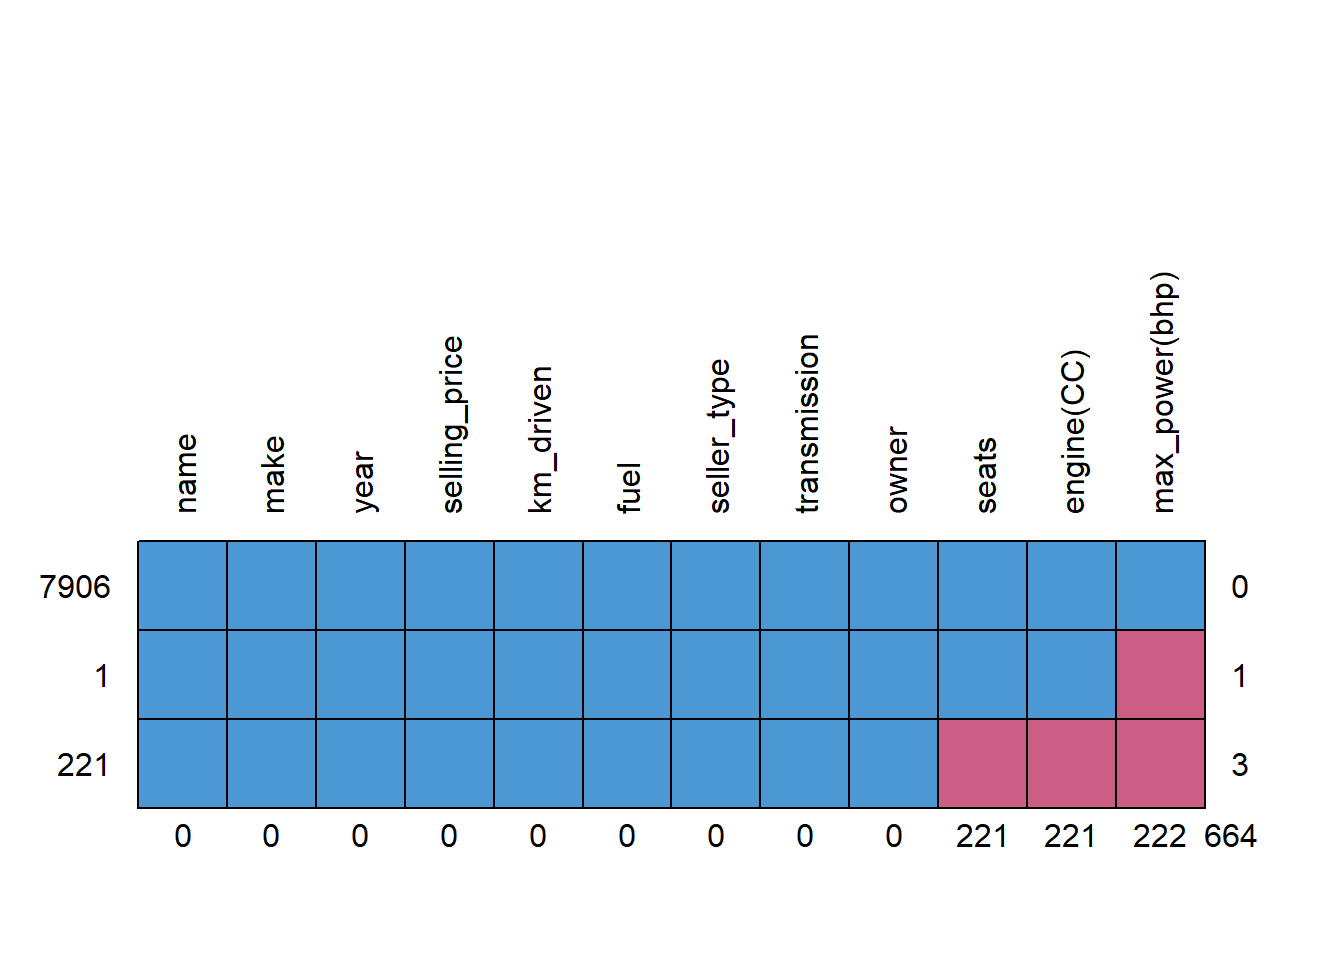 name make year selling_price km_driven fuel seller_type transmission owner seats engine(CC) max_power(bhp)
7906 0
1 1
221 3
0 0 0 0 0 0 0 0 0 221 221 222 664